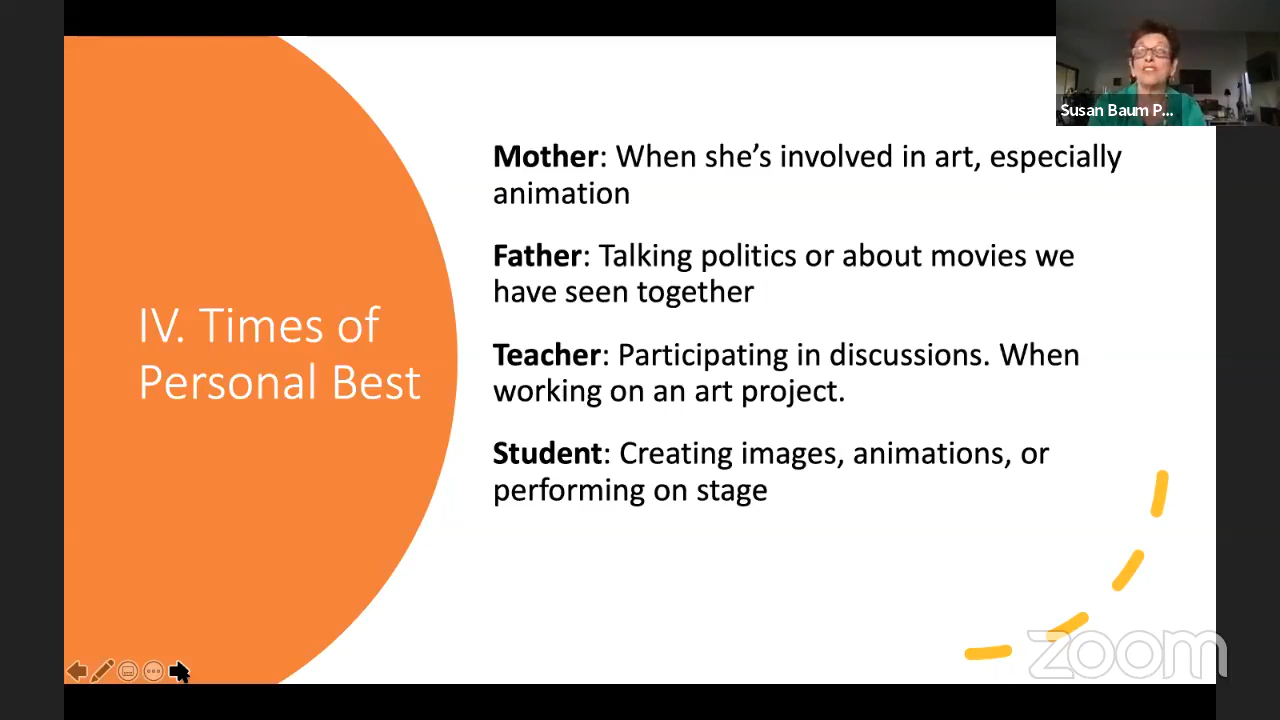 Susan Baum P...
Mother: When she’s involved in art, especially
animation
Father: Talking politics or about movies we
have seen together
IV. Times of
Personal Best
Teacher: Participating in discussions. When
working on an art project.
Student: Creating images, animations, or
performing on stage
zoom